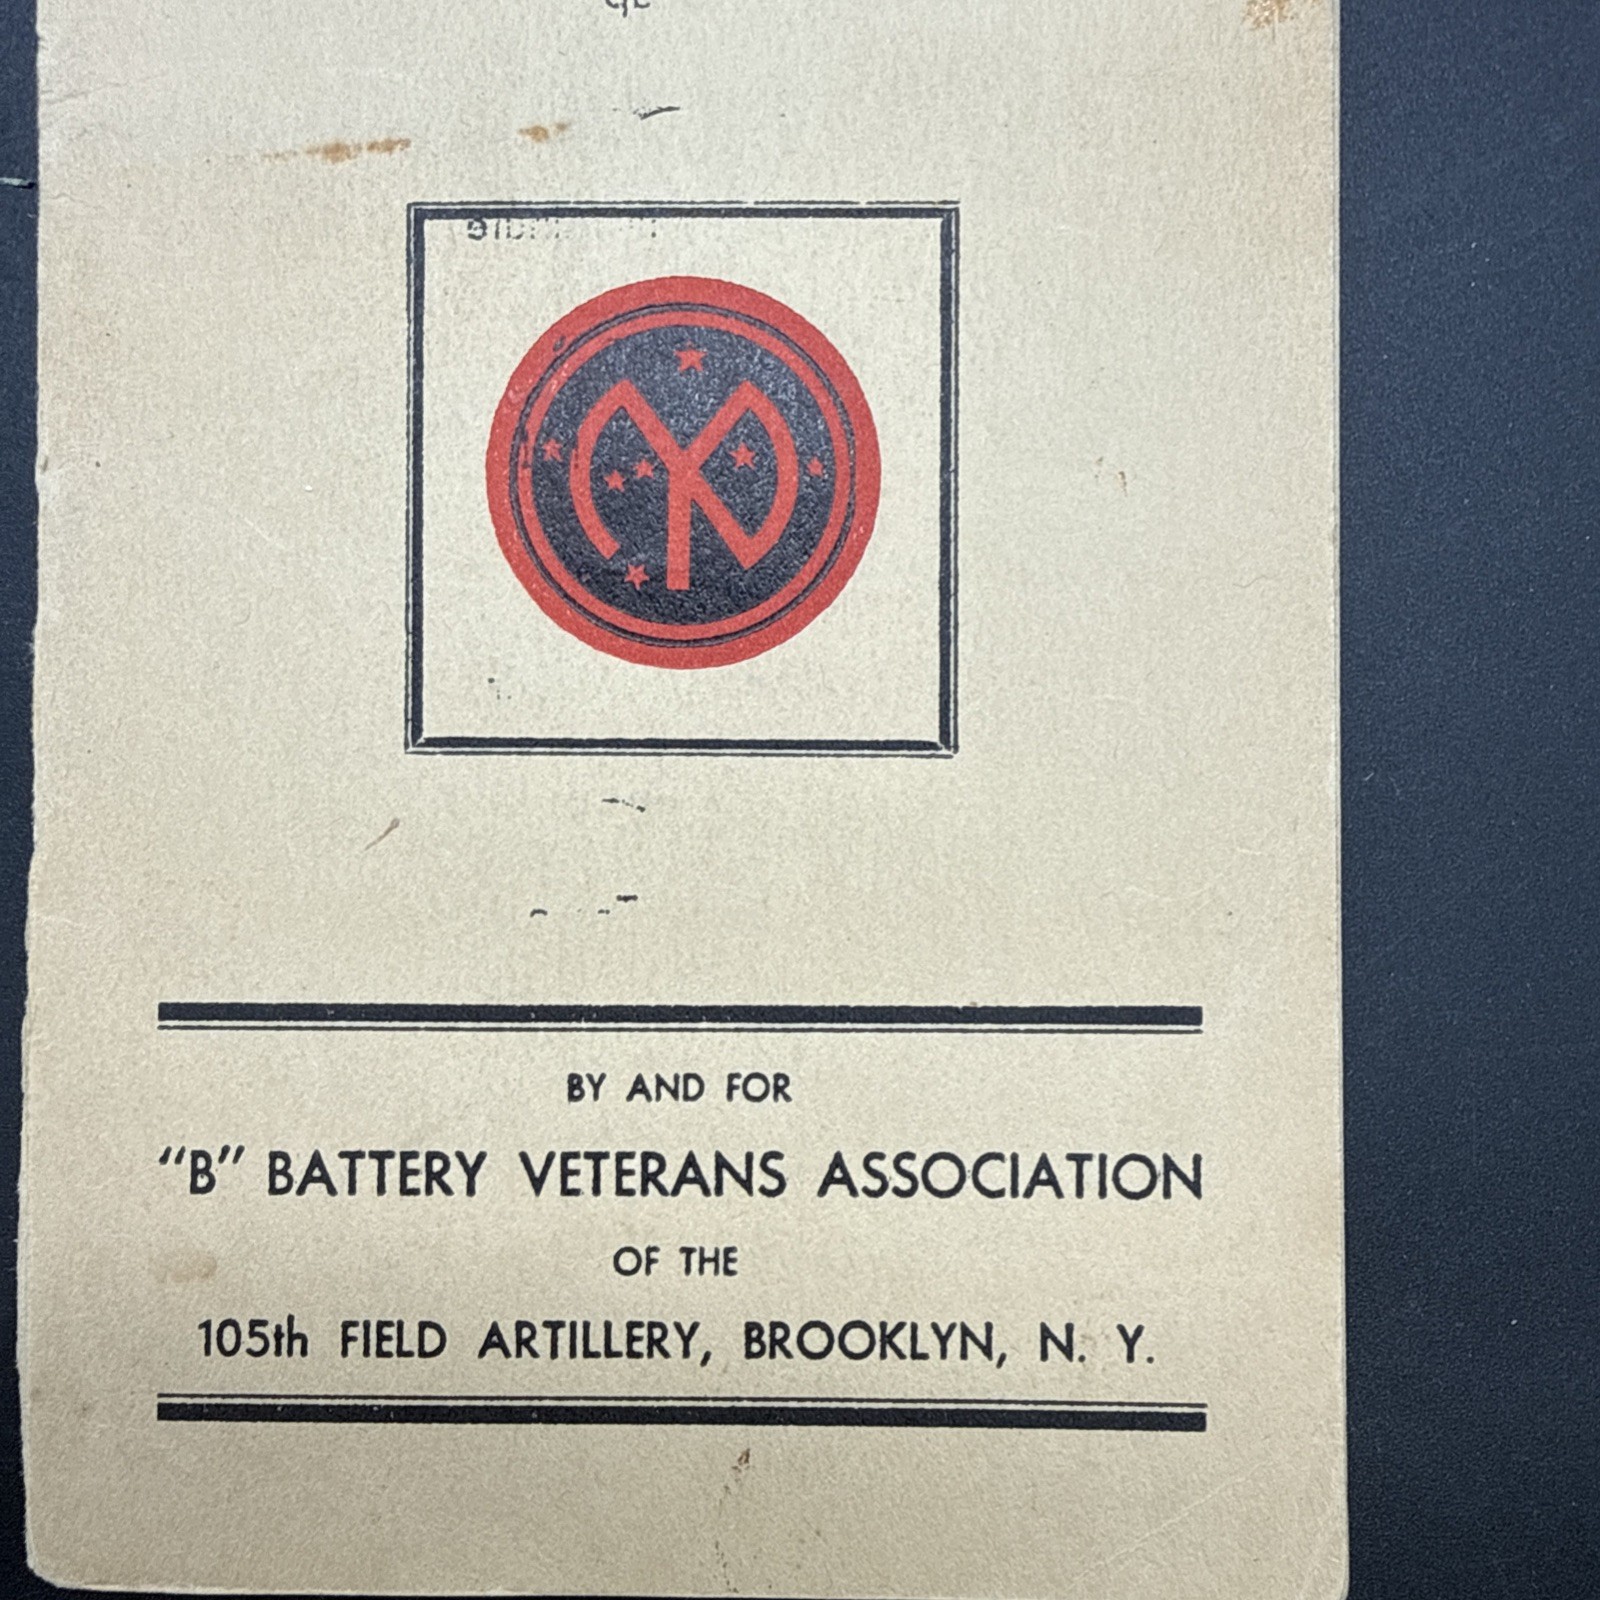 BY AND FOR
“B” BATTERY VETERANS ASSOCIATION
OF THE
105th FIELD ARTILLERY, BROOKLYN, N. Y.